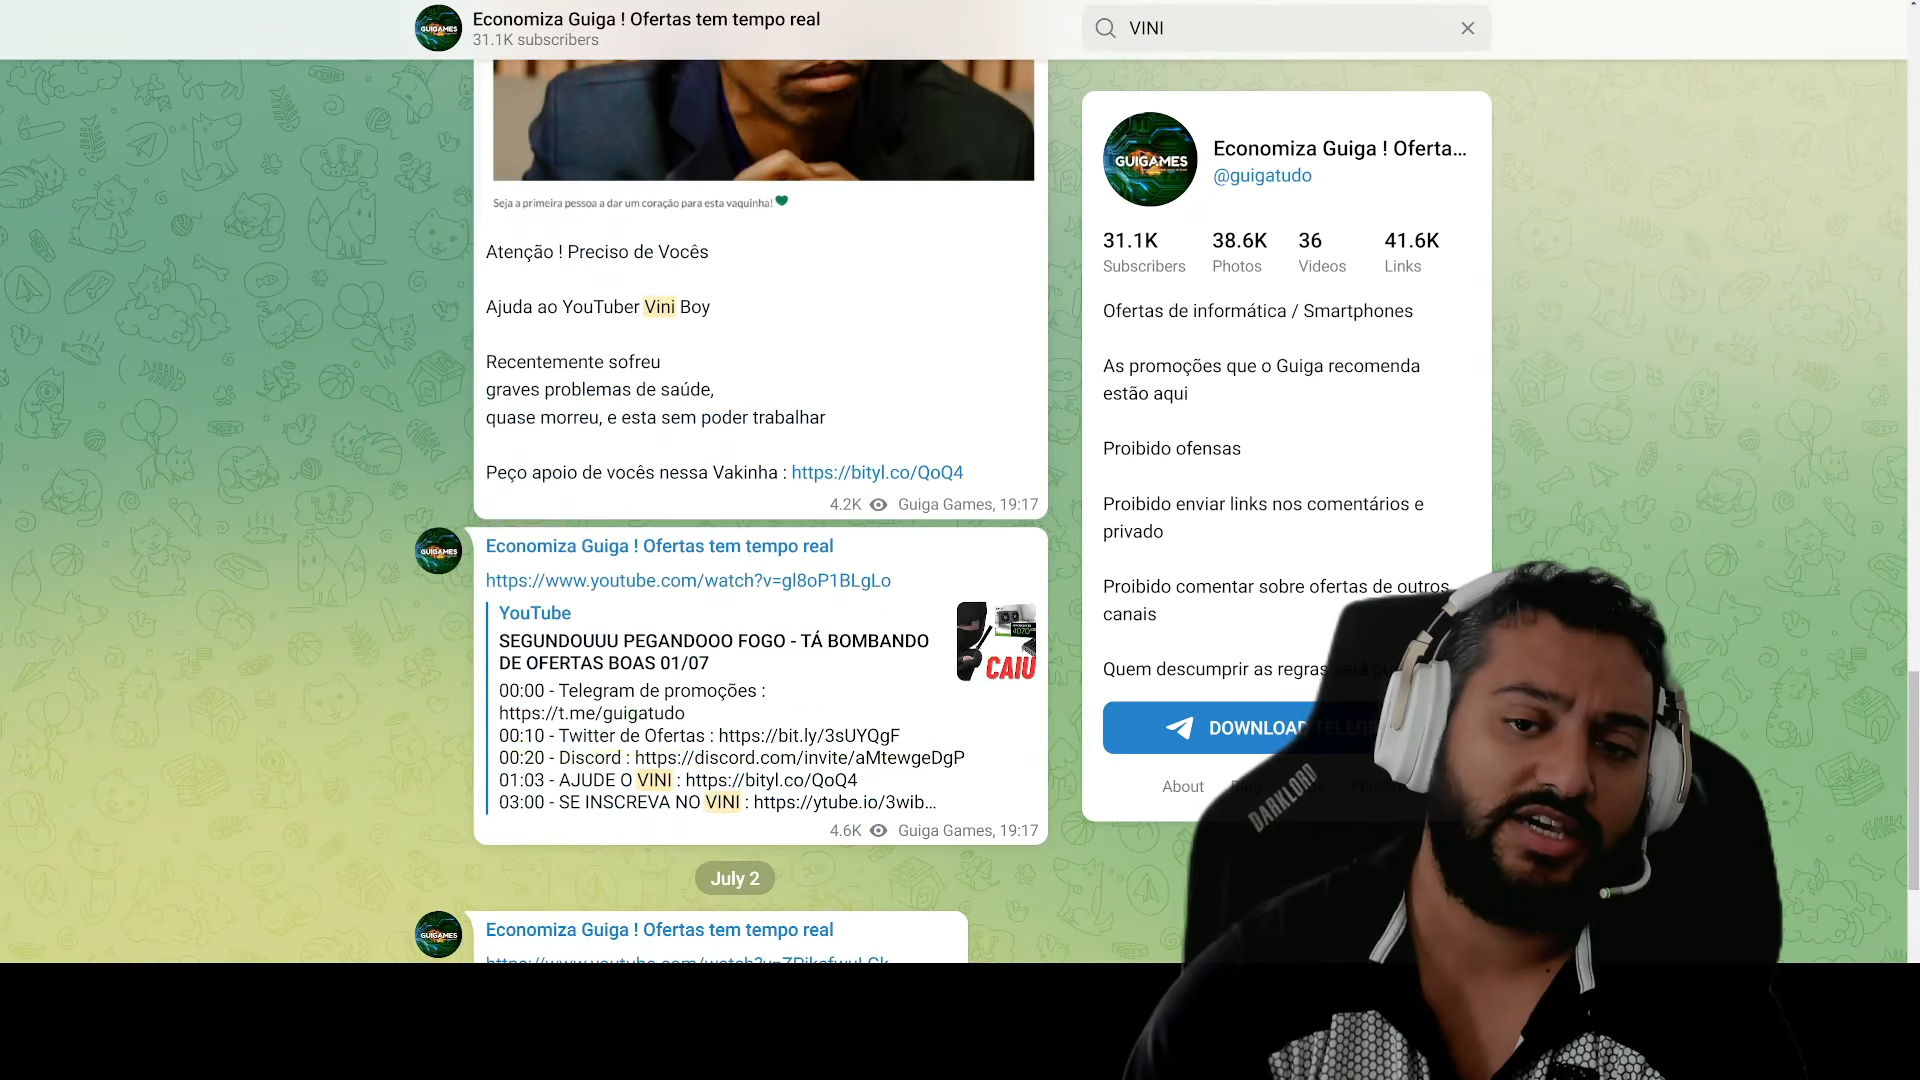 Economiza Guiga ! Ofertas tem tempo real
31.1K subscribers
VINI
Seja a primeira pessoa a dar um coração para esta vaquinha!
Atenção ! Preciso de Vocês
Ajuda ao YouTuber Vini Boy
Recentemente sofreu
graves problemas de saúde,
quase morreu, e esta sem poder trabalhar
Peço apoio de vocês nessa Vakinha : https://bityl.co/QoQ4
4.2K Guiga Games, 19:17
GUIGAMES
Economiza Guiga ! Ofertas tem tempo real
https://www.youtube.com/watch?v=gl8oP1BLgLo
YouTube
SEGUNDOUUU PEGANDOOO FOGO - TÁ BOMBANDO
DE OFERTAS BOAS 01/07
00:00 - Telegram de promoções :
https://t.me/guigatudo
00:10 - Twitter de Ofertas : https://bit.ly/3sUYQgF
00:20 - Discord : https://discord.com/invite/aMtewgeDgP
01:03 - AJUDE O VINI : https://bityl.co/QoQ4
03:00 - SE INSCREVA NO VINI : https://ytube.io/3wib...
4070
CAIU
4.6K Guiga Games, 19:17
July 2
GUIGAMES
Economiza Guiga ! Ofertas tem tempo real
GUIGAMES
Economiza Guiga ! Oferta...
@guigatudo
31.1K 38.6K 36 41.6K
Subscribers Photos Videos Links
Ofertas de informática / Smartphones
As promoções que o Guiga recomenda
estão aqui
Proibido ofensas
Proibido enviar links nos comentários e
privado
Proibido comentar sobre ofertas de outros
canais
Quem descumprir as regras será
DOWNLOAD
About Blog
DARKLORD